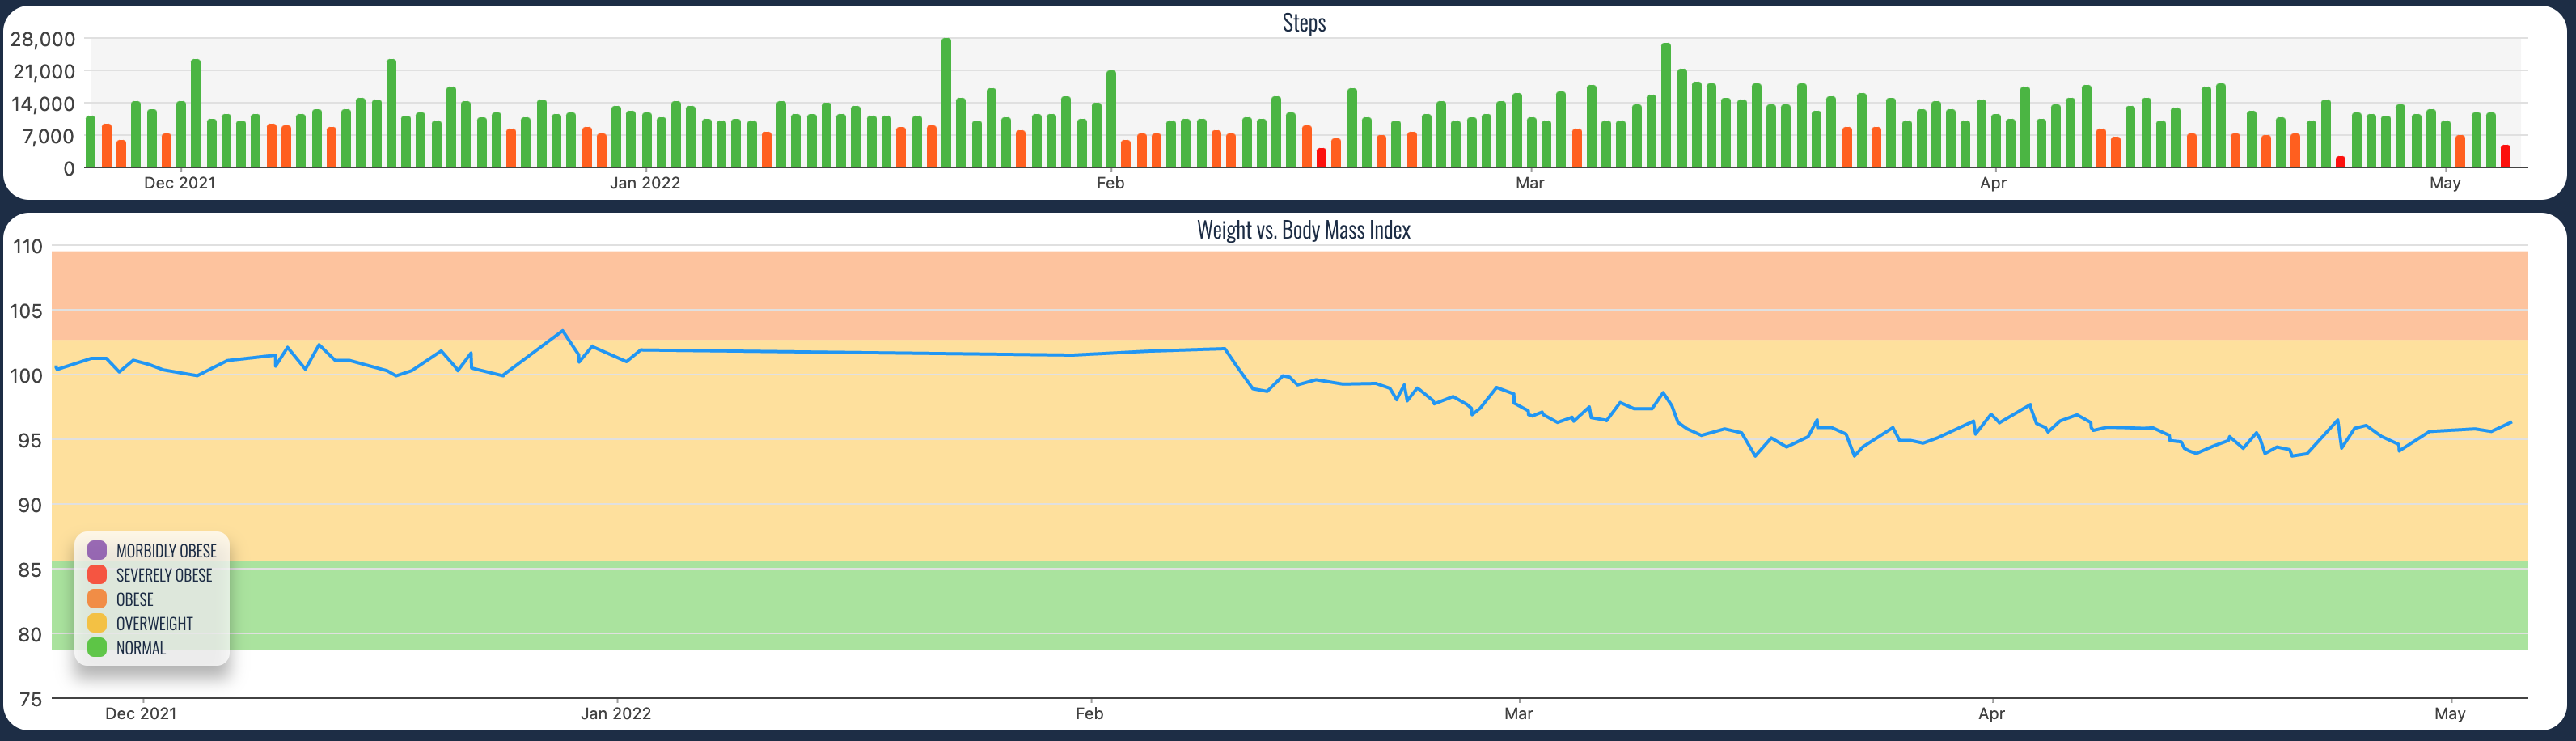 Steps
28,000
21,000
14,000
7,000
0
Dec 2021 Jan 2022 Feb Mar Apr May
Weight vs. Body Mass Index
110
105
100
95
90
85
80
75
MORBIDLY OBESE
SEVERELY OBESE
OBESE
OVERWEIGHT
NORMAL
Dec 2021 Jan 2022 Feb Mar Apr May